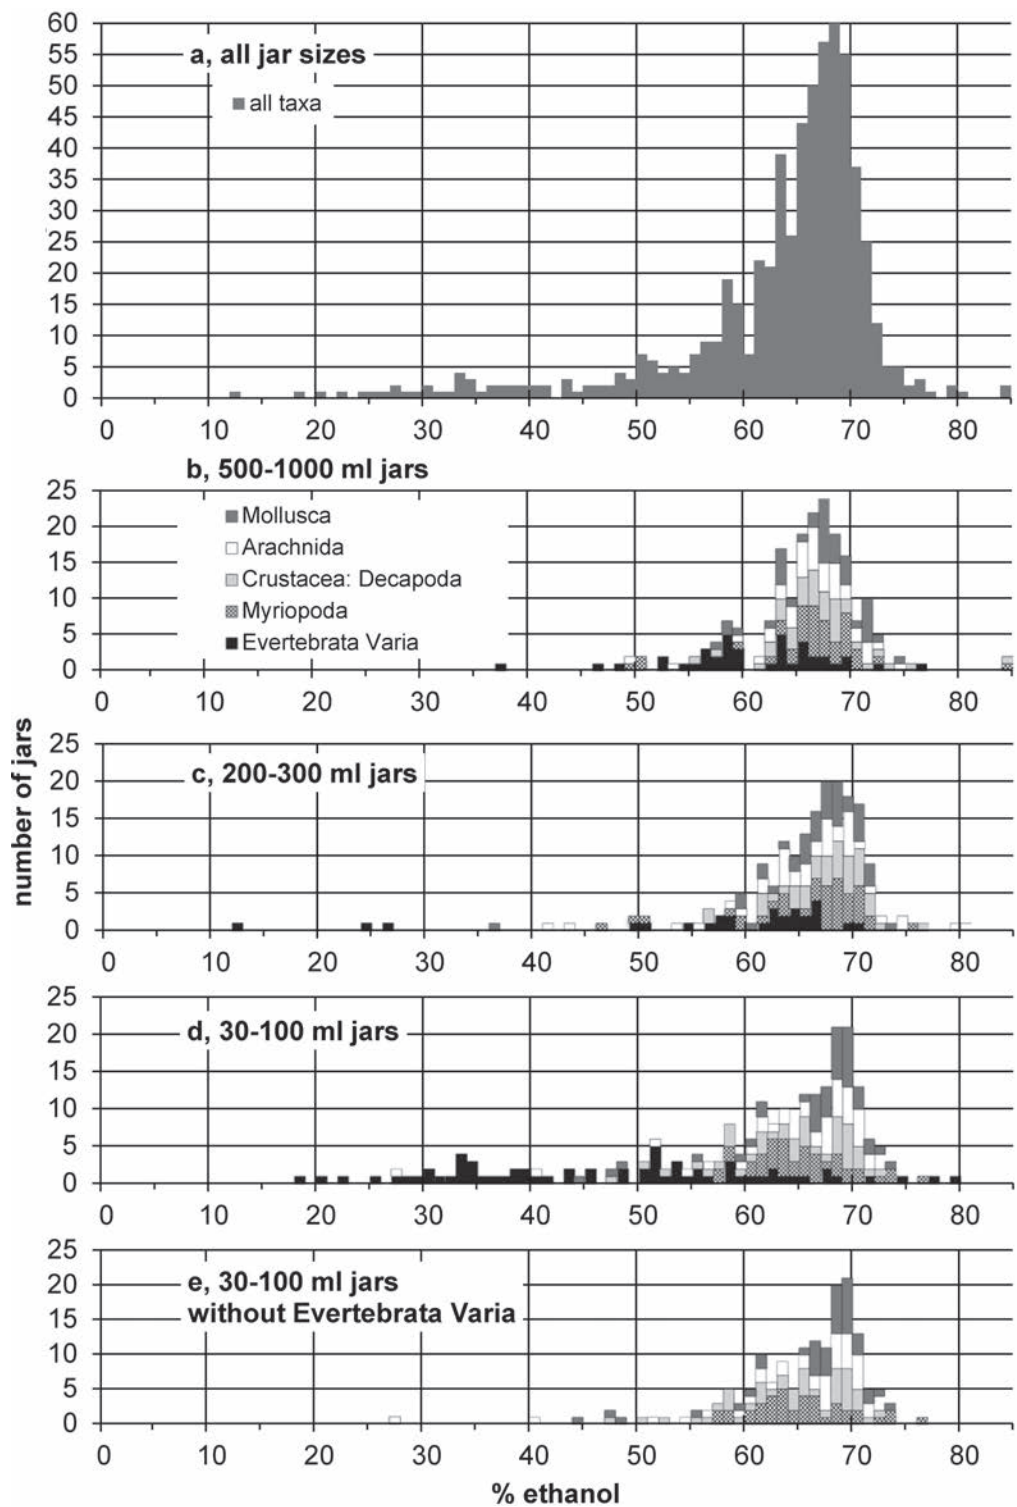 60
55
50
45
40
35
30
25
20
15
10
5
0
a, all jar sizes
all taxa
0 10 20 30 40 50 60 70 80
b, 500-1000 ml jars
25
20
15
10
5
0
Mollusca
Arachnida
Crustacea: Decapoda
Myriopoda
Evertebrata Varia
0 10 20 30 40 50 60 70 80
number of jars
25
20
15
10
5
0
c, 200-300 ml jars
0 10 20 30 40 50 60 70 80
25
20
15
10
5
0
d, 30-100 ml jars
0 10 20 30 40 50 60 70 80
25
20
15
10
5
0
e, 30-100 ml jars
without Evertebrata Varia
0 10 20 30 40 50 60 70 80
% ethanol